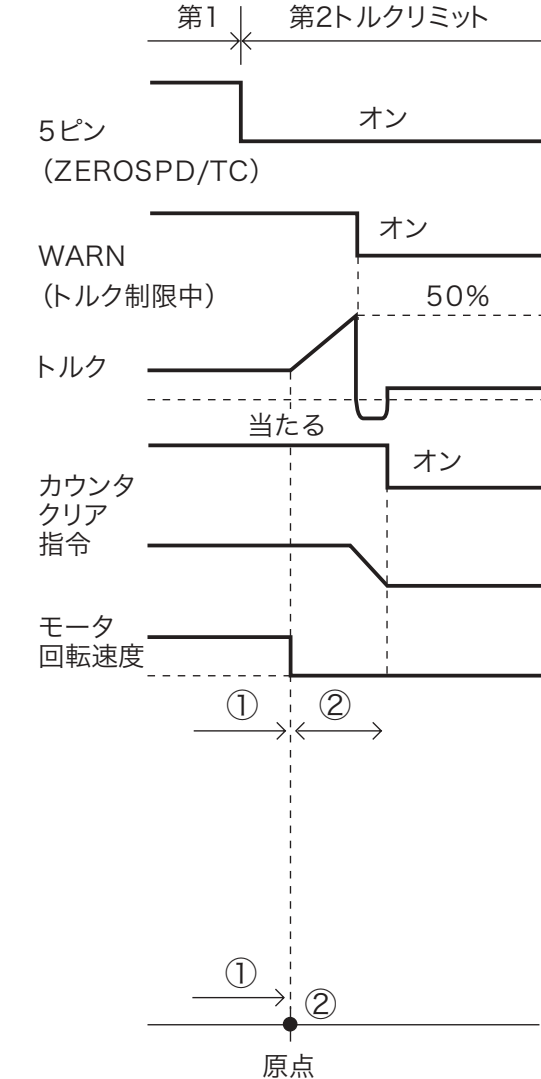 第1 第2トルクリミット
オン
5ピン
(ZEROSPD/TC)
オン
WARN
(トルク制限中)
50%
トルク
当たる
オン
カウンタ
クリア
指令
モータ
回転速度
① ②
①
②
原点